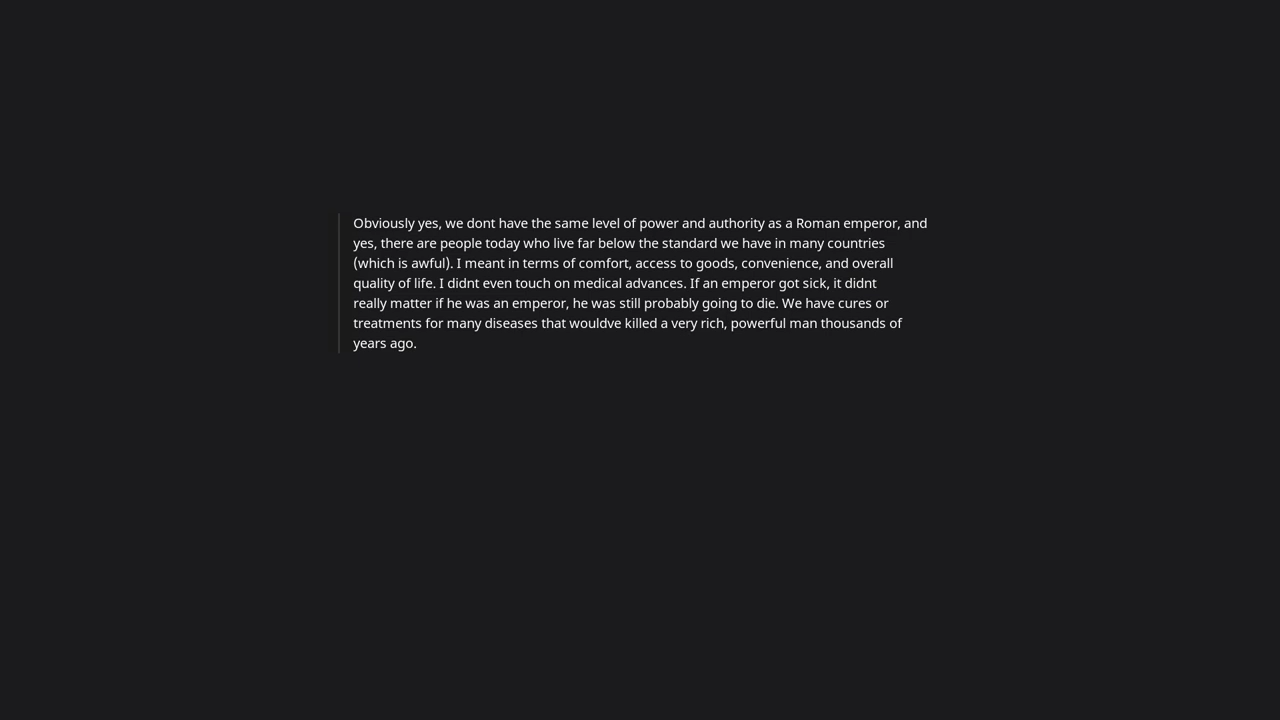 Obviously yes, we dont have the same level of power and authority as a Roman emperor, and
yes, there are people today who live far below the standard we have in many countries
(which is awful). I meant in terms of comfort, access to goods, convenience, and overall
quality of life. I didnt even touch on medical advances. If an emperor got sick, it didnt
really matter if he was an emperor, he was still probably going to die. We have cures or
treatments for many diseases that wouldve killed a very rich, powerful man thousands of
years ago.